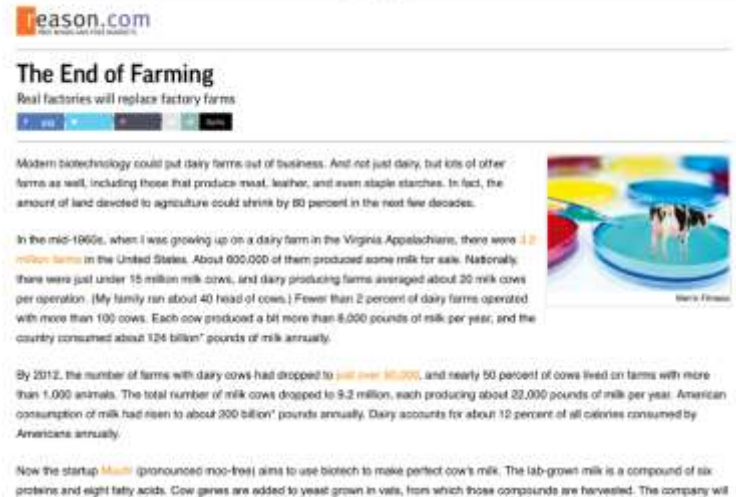 reason.com
FREE MINDS AND FREE MARKETS
The End of Farming
Real factories will replace factory farms
Modern biotechnology could put dairy farms out of business. And not just dairy, but lots of other
farms as well, including those that produce meat, leather, and even staple starches. In fact, the
amount of land devoted to agriculture could shrink by 80 percent in the next few decades.
In the mid-1960s, when I was growing up on a dairy farm in the Virginia Appalachians, there were 3.2
million farms in the United States. About 600,000 of them produced some milk for sale. Nationally,
there were just under 15 million milk cows, and dairy producing farms averaged about 20 milk cows
per operation. (My family ran about 40 head of cows.) Fewer than 2 percent of dairy farms operated
with more than 100 cows. Each cow produced a bit more than 8,000 pounds of milk per year, and the
country consumed about 124 billion* pounds of milk annually.
By 2012, the number of farms with dairy cows had dropped to just over 50,000, and nearly 50 percent of cows lived on farms with more
than 1,000 animals. The total number of milk cows dropped to 9.2 million, each producing about 22,000 pounds of milk per year. American
consumption of milk had risen to about 200 billion* pounds annually. Dairy accounts for about 12 percent of all calories consumed by
Americans annually.
Now the startup Muufri (pronounced moo-free) aims to use biotech to make perfect cow's milk. The lab-grown milk is a compound of six
proteins and eight fatty acids. Cow genes are added to yeast grown in vats, from which those compounds are harvested. The company will